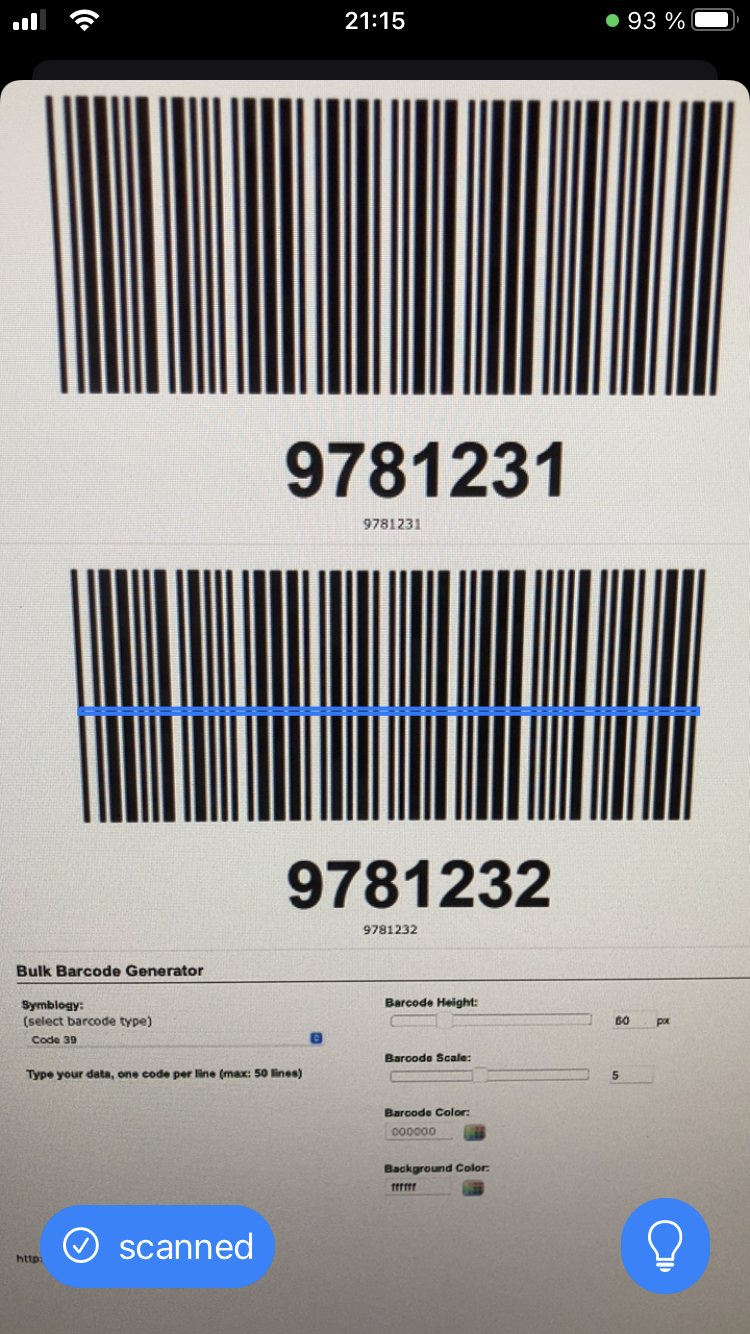 21:15
93 %
9781231
9781231
9781232
9781232
Bulk Barcode Generator
Symblogy:
(select barcode type)
Code 39
Type your data, one code per line (max: 50 lines)
Barcode Height:
60 px
Barcode Scale:
5
Barcode Color:
000000
Background Color:
ffffff
http:
scanned